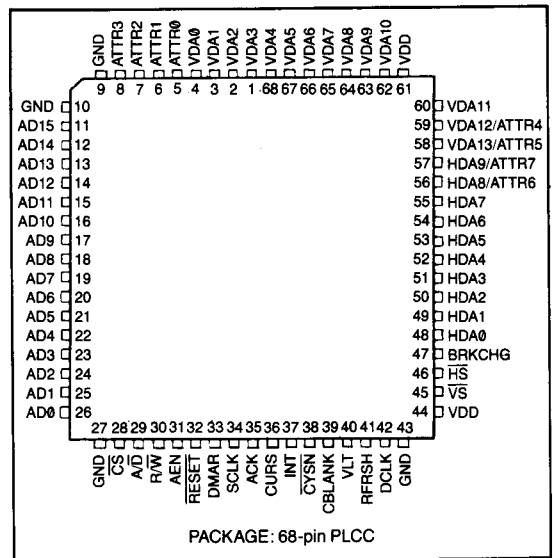 GND ATTR3 ATTR2 ATTR1 ATTR0 VDA0 VDA1 VDA2 VDA3 VDA4 VDA5 VDA6 VDA7 VDA8 VDA9 VDA10 VDD
9 8 7 6 5 4 3 2 1 68 67 66 65 64 63 62 61
GND 10
AD15 11
AD14 12
AD13 13
AD12 14
AD11 15
AD10 16
AD9 17
AD8 18
AD7 19
AD6 20
AD5 21
AD4 22
AD3 23
AD2 24
AD1 25
AD0 26
60 VDA11
59 VDA12/ATTR4
58 VDA13/ATTR5
57 HDA9/ATTR7
56 HDA8/ATTR6
55 HDA7
54 HDA6
53 HDA5
52 HDA4
51 HDA3
50 HDA2
49 HDA1
48 HDA0
47 BRKCHG
46 H̅S̅
45 V̅S̅
44 VDD
27 28 29 30 31 32 33 34 35 36 37 38 39 40 41 42 43
GND C̅S̅ A/D̅ R/W̅ AEN R̅E̅S̅E̅T̅ DMAR SCLK ACK CURS INT C̅Y̅S̅N̅ CBLANK VLT RFRSH DCLK GND
PACKAGE: 68-pin PLCC